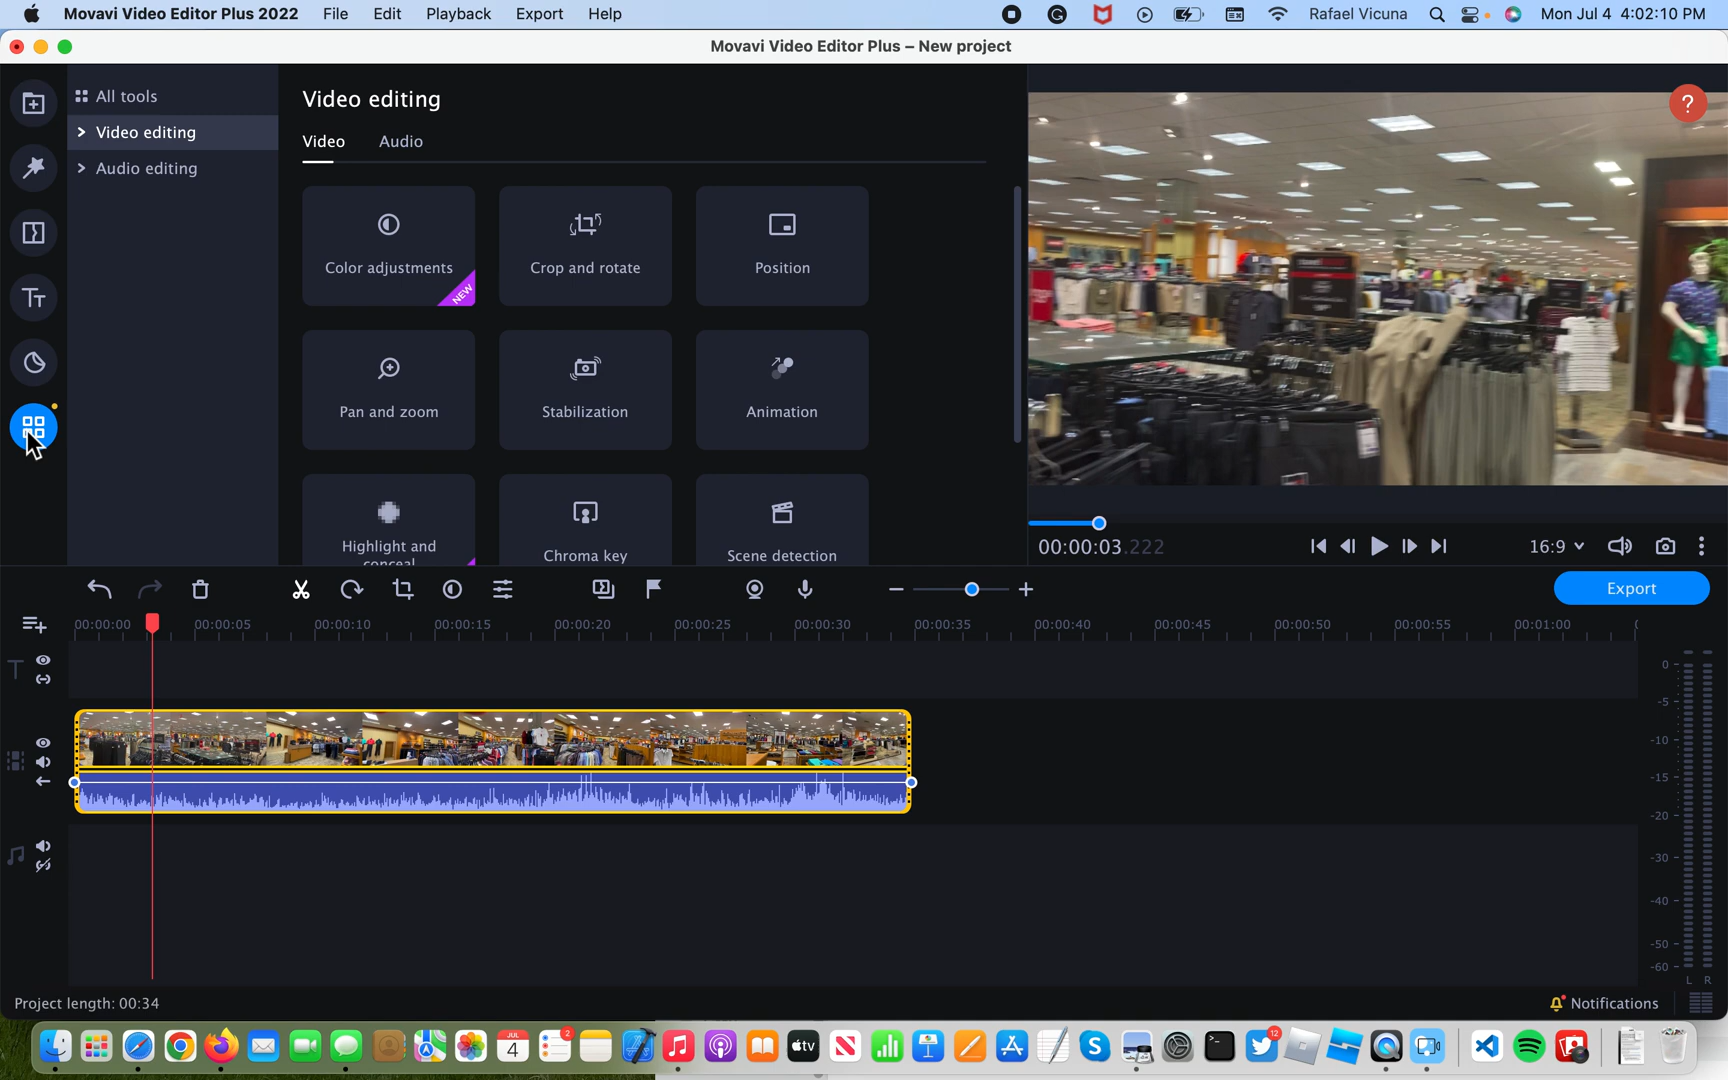 Movavi Video Editor Plus 2022 File Edit Playback Export Help Rafael Vicuna Mon Jul 4 4:02:10 PM
Movavi Video Editor Plus – New project
All tools
Video editing
Audio editing
Video editing
Video Audio
Color adjustments
NEW
Crop and rotate
Position
Pan and zoom
Stabilization
Animation
Highlight and
conceal
Chroma key
Scene detection
?
00:00:03.222
16:9
Export
00:00:00 00:00:05 00:00:10 00:00:15 00:00:20 00:00:25 00:00:30 00:00:35 00:00:40 00:00:45 00:00:50 00:00:55 00:01:00
0
-5
-10
-15
-20
-30
-40
-50
-60
L R
Project length: 00:34
Notifications
JUL
4
2
tv
12